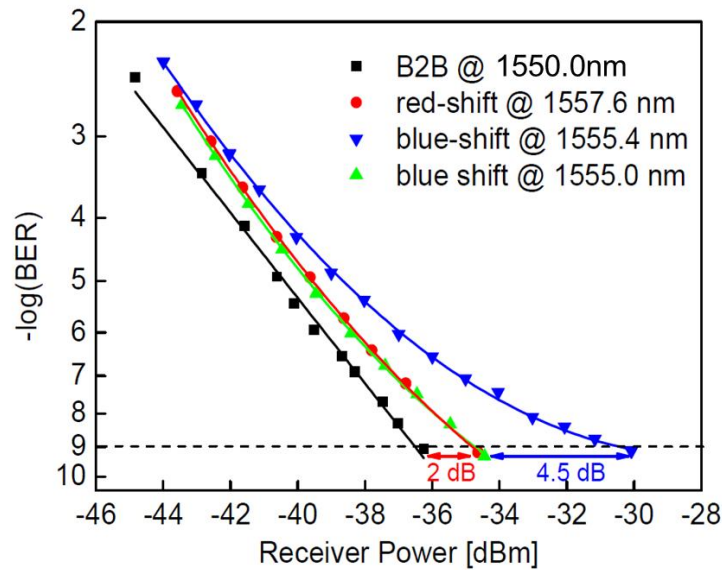 2
3
4
5
6
7
8
9
10
-log(BER)
B2B @ 1550.0nm
red-shift @ 1557.6 nm
blue-shift @ 1555.4 nm
blue shift @ 1555.0 nm
2 dB
4.5 dB
-46 -44 -42 -40 -38 -36 -34 -32 -30 -28
Receiver Power [dBm]